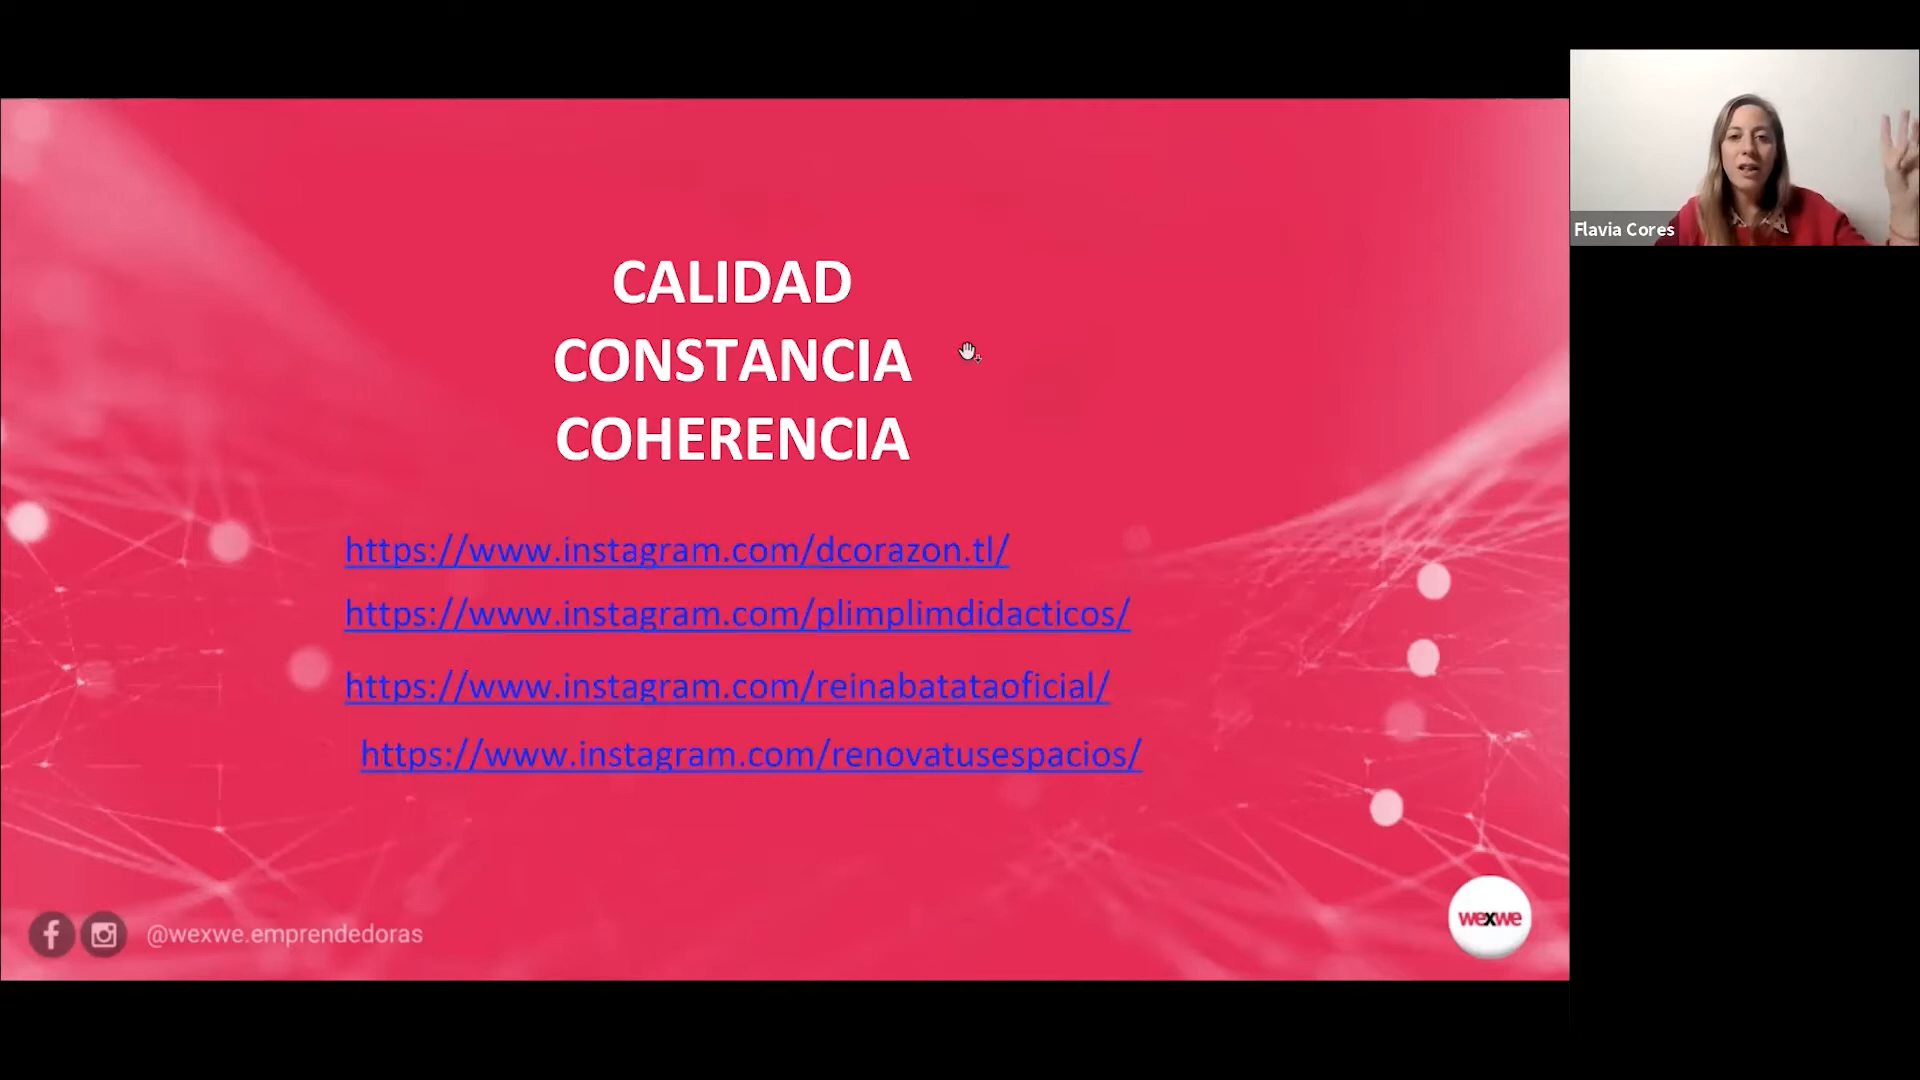 CALIDAD
CONSTANCIA
COHERENCIA
https://www.instagram.com/dcorazon.tl/
https://www.instagram.com/plimplimdidacticos/
https://www.instagram.com/reinabatataoficial/
https://www.instagram.com/renovatusespacios/
@wexwe.emprendedoras
wexwe
Flavia Cores